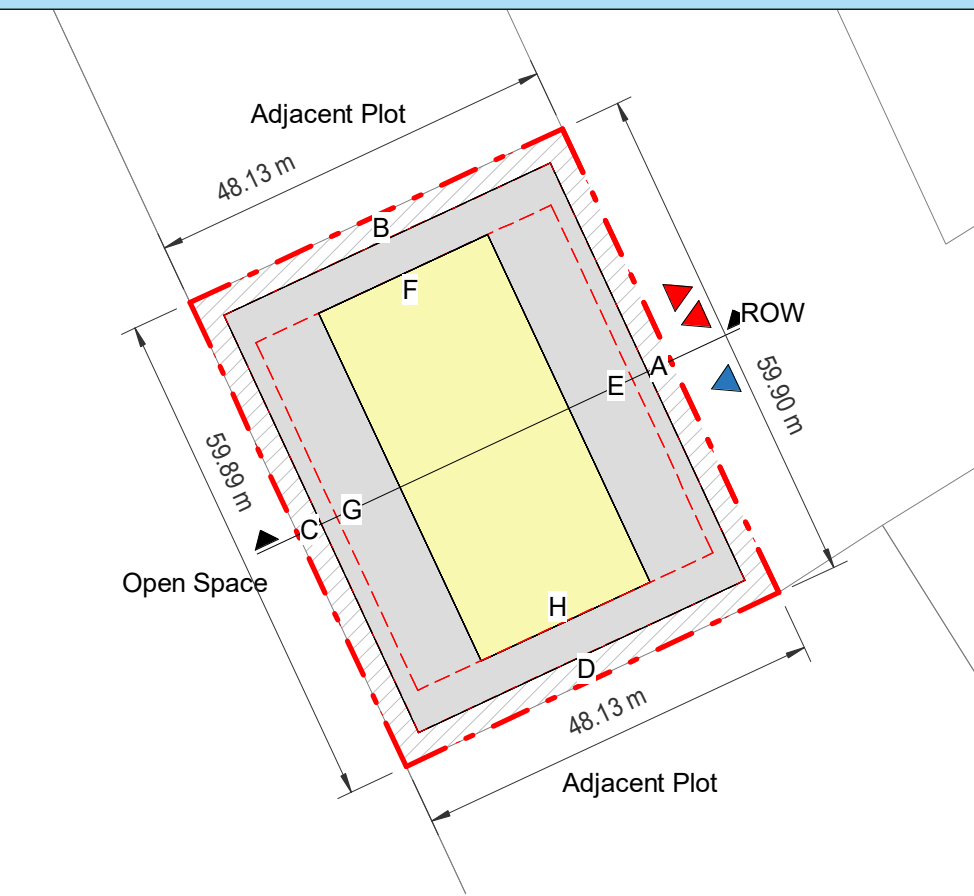 Adjacent Plot
48.13 m
B
F
ROW
A
E
59.90 m
59.89 m
G
C
Open Space
H
D
48.13 m
Adjacent Plot